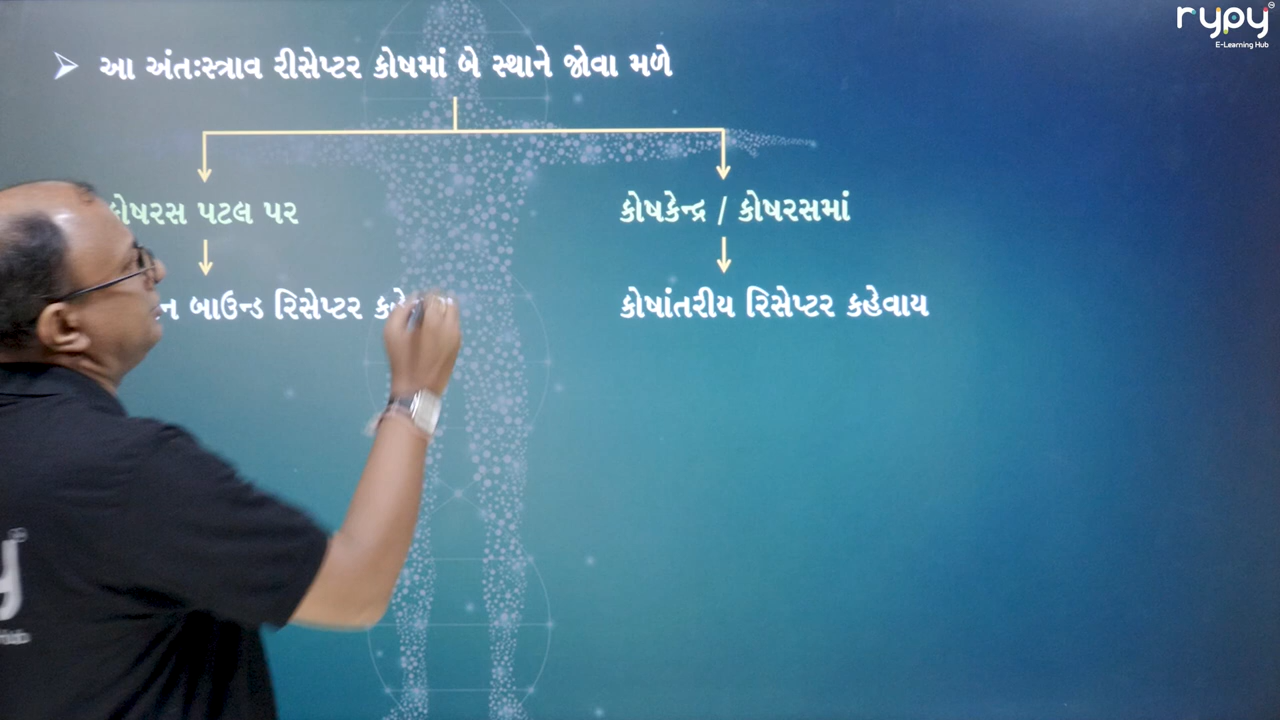 rypy
E-Learning Hub
આ અંતઃસ્ત્રાવ રીસેપ્ટર કોષમાં બે સ્થાને જોવા મળે
કોષરસ પટલ પર
કોષકેન્દ્ર / કોષરસમાં
બાઉન્ડ રિસેપ્ટર
કોષાંતરીય રિસેપ્ટર કહેવાય